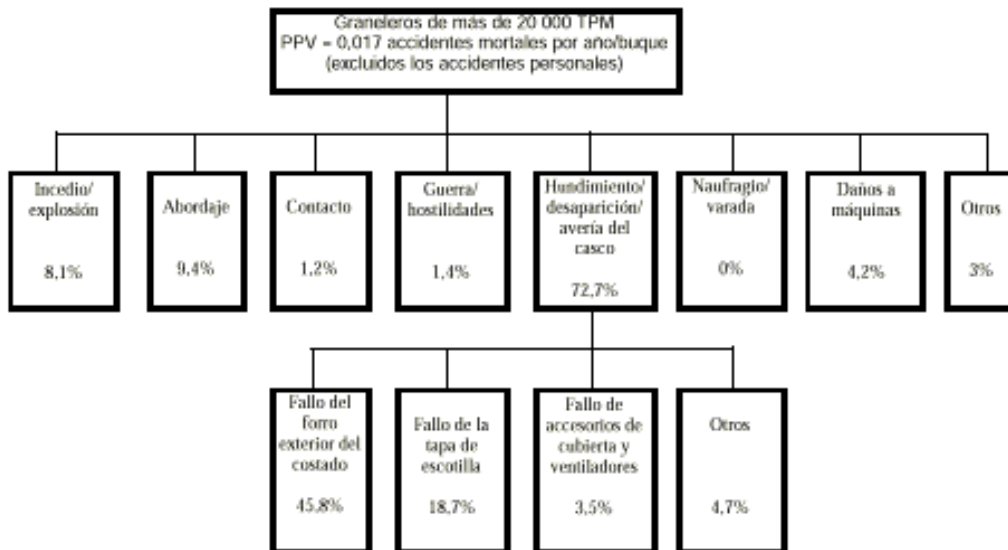 Graneleros de más de 20 000 TPM
PPV = 0,017 accidentes mortales por año/buque
(excluidos los accidentes personales)
Incedio/
explosión
8,1%
Abordaje
9,4%
Contacto
1,2%
Guerra/
hostilidades
1,4%
Hundimiento/
desaparición/
avería del
casco
72,7%
Naufragio/
varada
0%
Daños a
máquinas
4,2%
Otros
3%
Fallo del
forro
exterior del
costado
45,8%
Fallo de la
tapa de
escotilla
18,7%
Fallo de
accesorios de
cubierta y
ventiladores
3,5%
Otros
4,7%